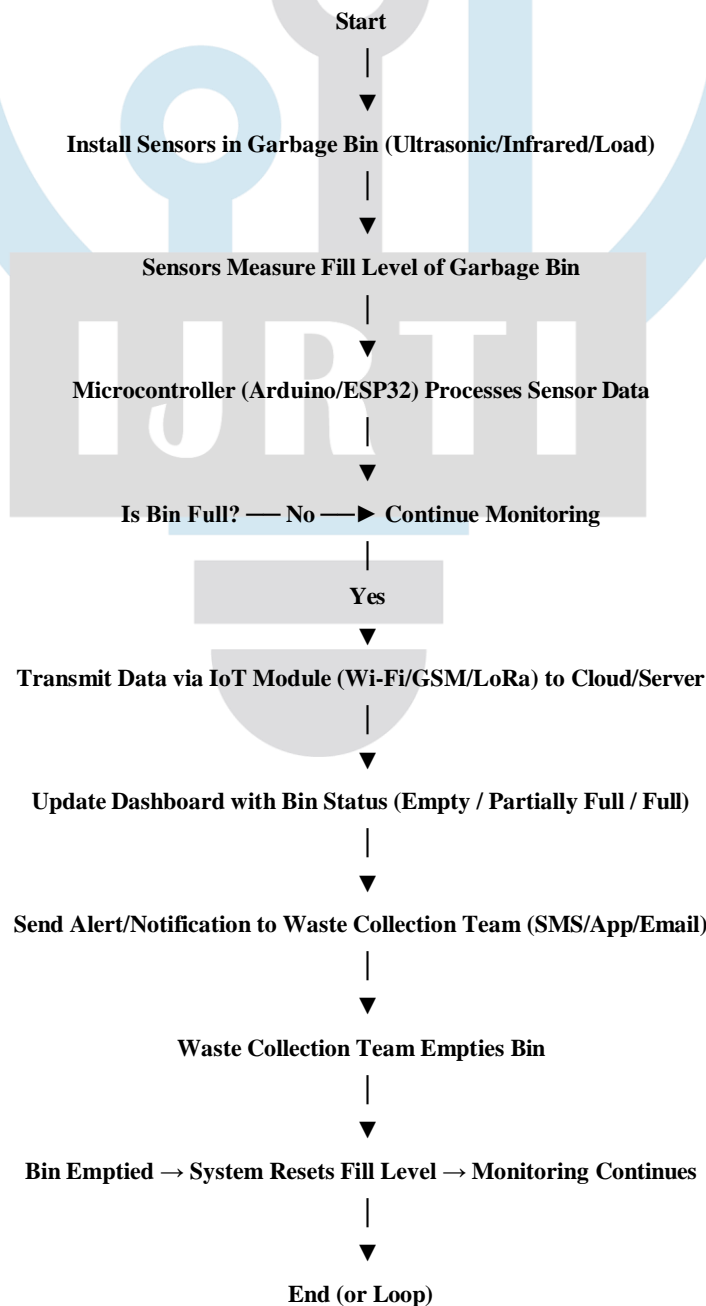 Start
Install Sensors in Garbage Bin (Ultrasonic/Infrared/Load)
Sensors Measure Fill Level of Garbage Bin
IJRTI
Microcontroller (Arduino/ESP32) Processes Sensor Data
Is Bin Full? ── No ──► Continue Monitoring
Yes
Transmit Data via IoT Module (Wi-Fi/GSM/LoRa) to Cloud/Server
Update Dashboard with Bin Status (Empty / Partially Full / Full)
Send Alert/Notification to Waste Collection Team (SMS/App/Email)
Waste Collection Team Empties Bin
Bin Emptied → System Resets Fill Level → Monitoring Continues
End (or Loop)